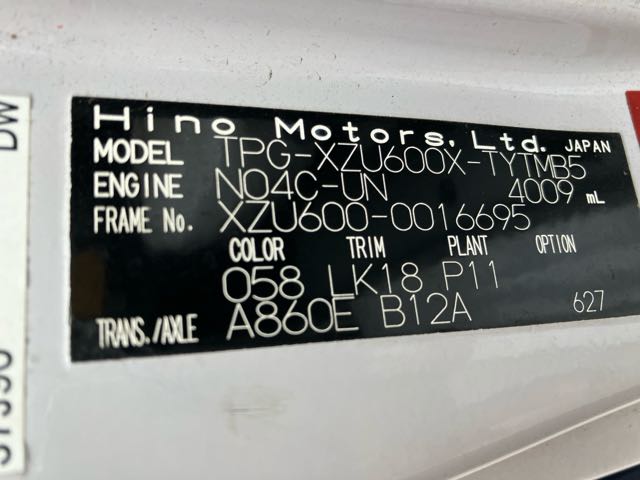 Hino Motors, Ltd. JAPAN
MODEL TPG-XZU600X-TYTMB5
ENGINE N04C-UN 4009 mL
FRAME No. XZU600-0016695
COLOR TRIM PLANT OPTION
058 LK18 P11
TRANS./AXLE A860E B12A 627
DW